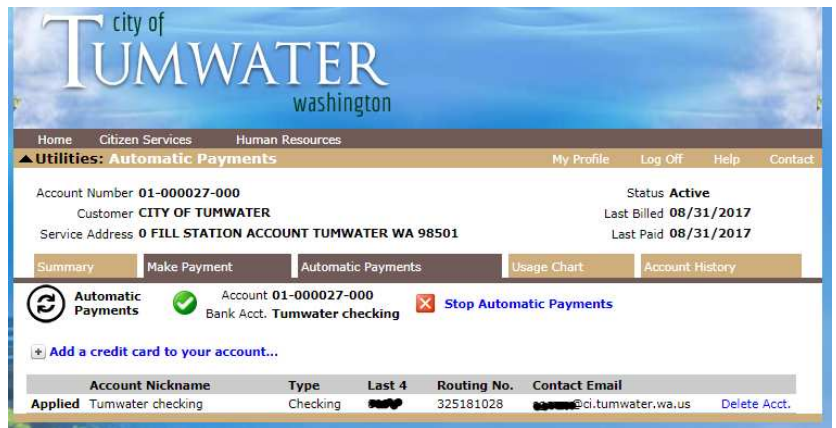 city of
TUMWATER
washington
Home Citizen Services Human Resources
Utilities: Automatic Payments My Profile Log Off Help Contact
Account Number 01-000027-000 Status Active
Customer CITY OF TUMWATER Last Billed 08/31/2017
Service Address 0 FILL STATION ACCOUNT TUMWATER WA 98501 Last Paid 08/31/2017
Summary Make Payment Automatic Payments Usage Chart Account History
Automatic Payments Account 01-000027-000
Bank Acct. Tumwater checking Stop Automatic Payments
Add a credit card to your account...
Account Nickname Type Last 4 Routing No. Contact Email
Applied Tumwater checking Checking 325181028 @ci.tumwater.wa.us Delete Acct.